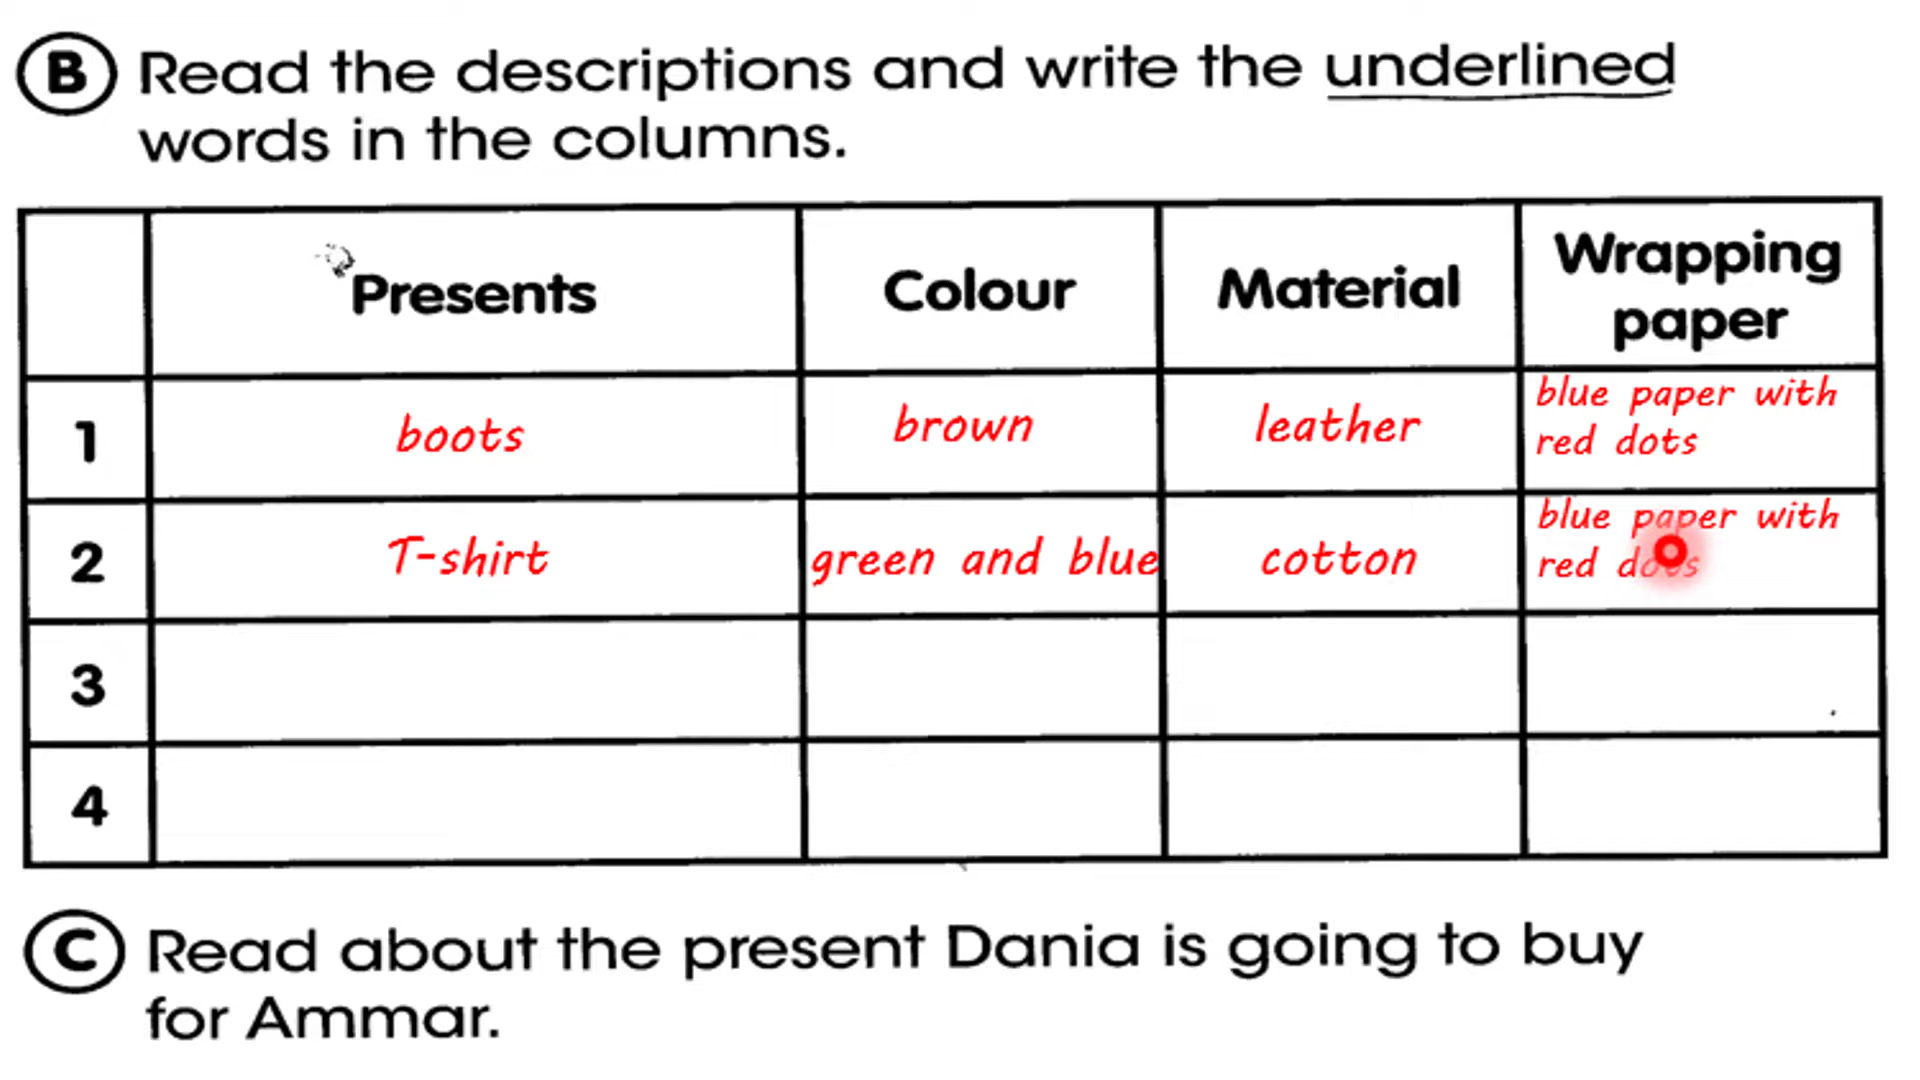 B Read the descriptions and write the underlined
words in the columns.
Presents Colour Material Wrapping paper
1 boots brown leather blue paper with red dots
2 T-shirt green and blue cotton blue paper with red dots
3
4
C Read about the present Dania is going to buy
for Ammar.